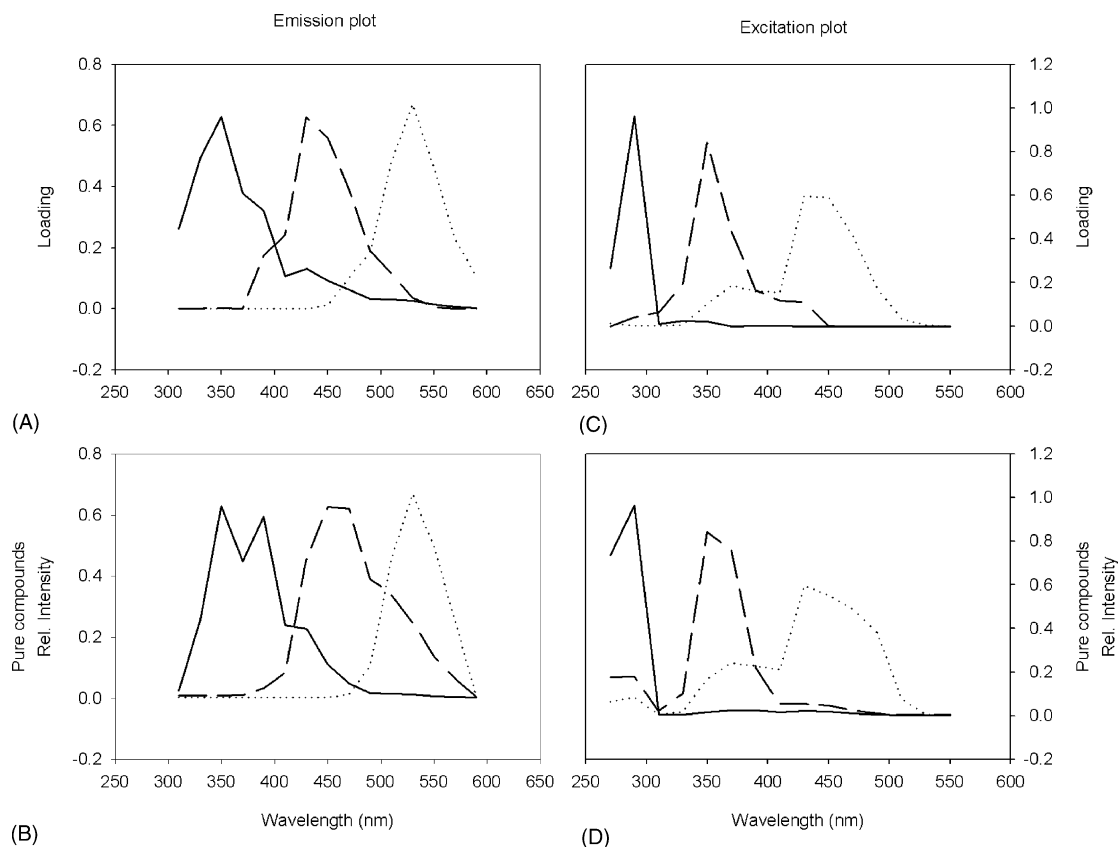 Emission plot
Excitation plot
0.8
0.6
0.4
0.2
0.0
-0.2
Loading
250 300 350 400 450 500 550 600 650
(A)
1.2
1.0
0.8
0.6
0.4
0.2
0.0
-0.2
Loading
250 300 350 400 450 500 550 600
(C)
0.8
0.6
0.4
0.2
0.0
-0.2
Pure compounds
Rel. Intensity
250 300 350 400 450 500 550 600 650
Wavelength (nm)
(B)
1.2
1.0
0.8
0.6
0.4
0.2
0.0
-0.2
Pure compounds
Rel. Intensity
250 300 350 400 450 500 550 600
Wavelength (nm)
(D)